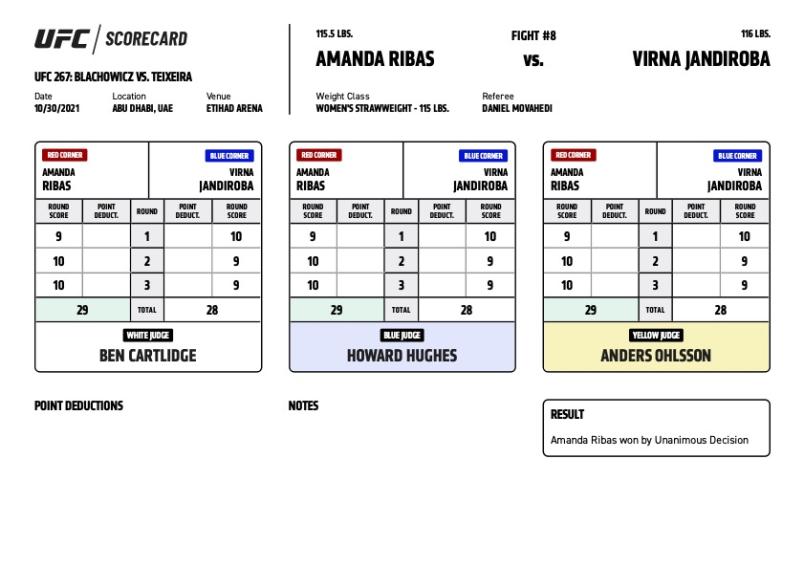 UFC / SCORECARD
UFC 267: BLACHOWICZ VS. TEIXEIRA
Date Location Venue
10/30/2021 ABU DHABI, UAE ETIHAD ARENA
115.5 LBS. FIGHT #8 116 LBS.
AMANDA RIBAS VS. VIRNA JANDIROBA
Weight Class Referee
WOMEN'S STRAWWEIGHT - 115 LBS. DANIEL MOVAHEDI
RED CORNER BLUE CORNER
AMANDA VIRNA
RIBAS JANDIROBA
ROUND SCORE POINT DEDUCT. ROUND POINT DEDUCT. ROUND SCORE
9 1 10
10 2 9
10 3 9
29 TOTAL 28
WHITE JUDGE
BEN CARTLIDGE
RED CORNER BLUE CORNER
AMANDA VIRNA
RIBAS JANDIROBA
ROUND SCORE POINT DEDUCT. ROUND POINT DEDUCT. ROUND SCORE
9 1 10
10 2 9
10 3 9
29 TOTAL 28
BLUE JUDGE
HOWARD HUGHES
RED CORNER BLUE CORNER
AMANDA VIRNA
RIBAS JANDIROBA
ROUND SCORE POINT DEDUCT. ROUND POINT DEDUCT. ROUND SCORE
9 1 10
10 2 9
10 3 9
29 TOTAL 28
YELLOW JUDGE
ANDERS OHLSSON
POINT DEDUCTIONS
NOTES
RESULT
Amanda Ribas won by Unanimous Decision